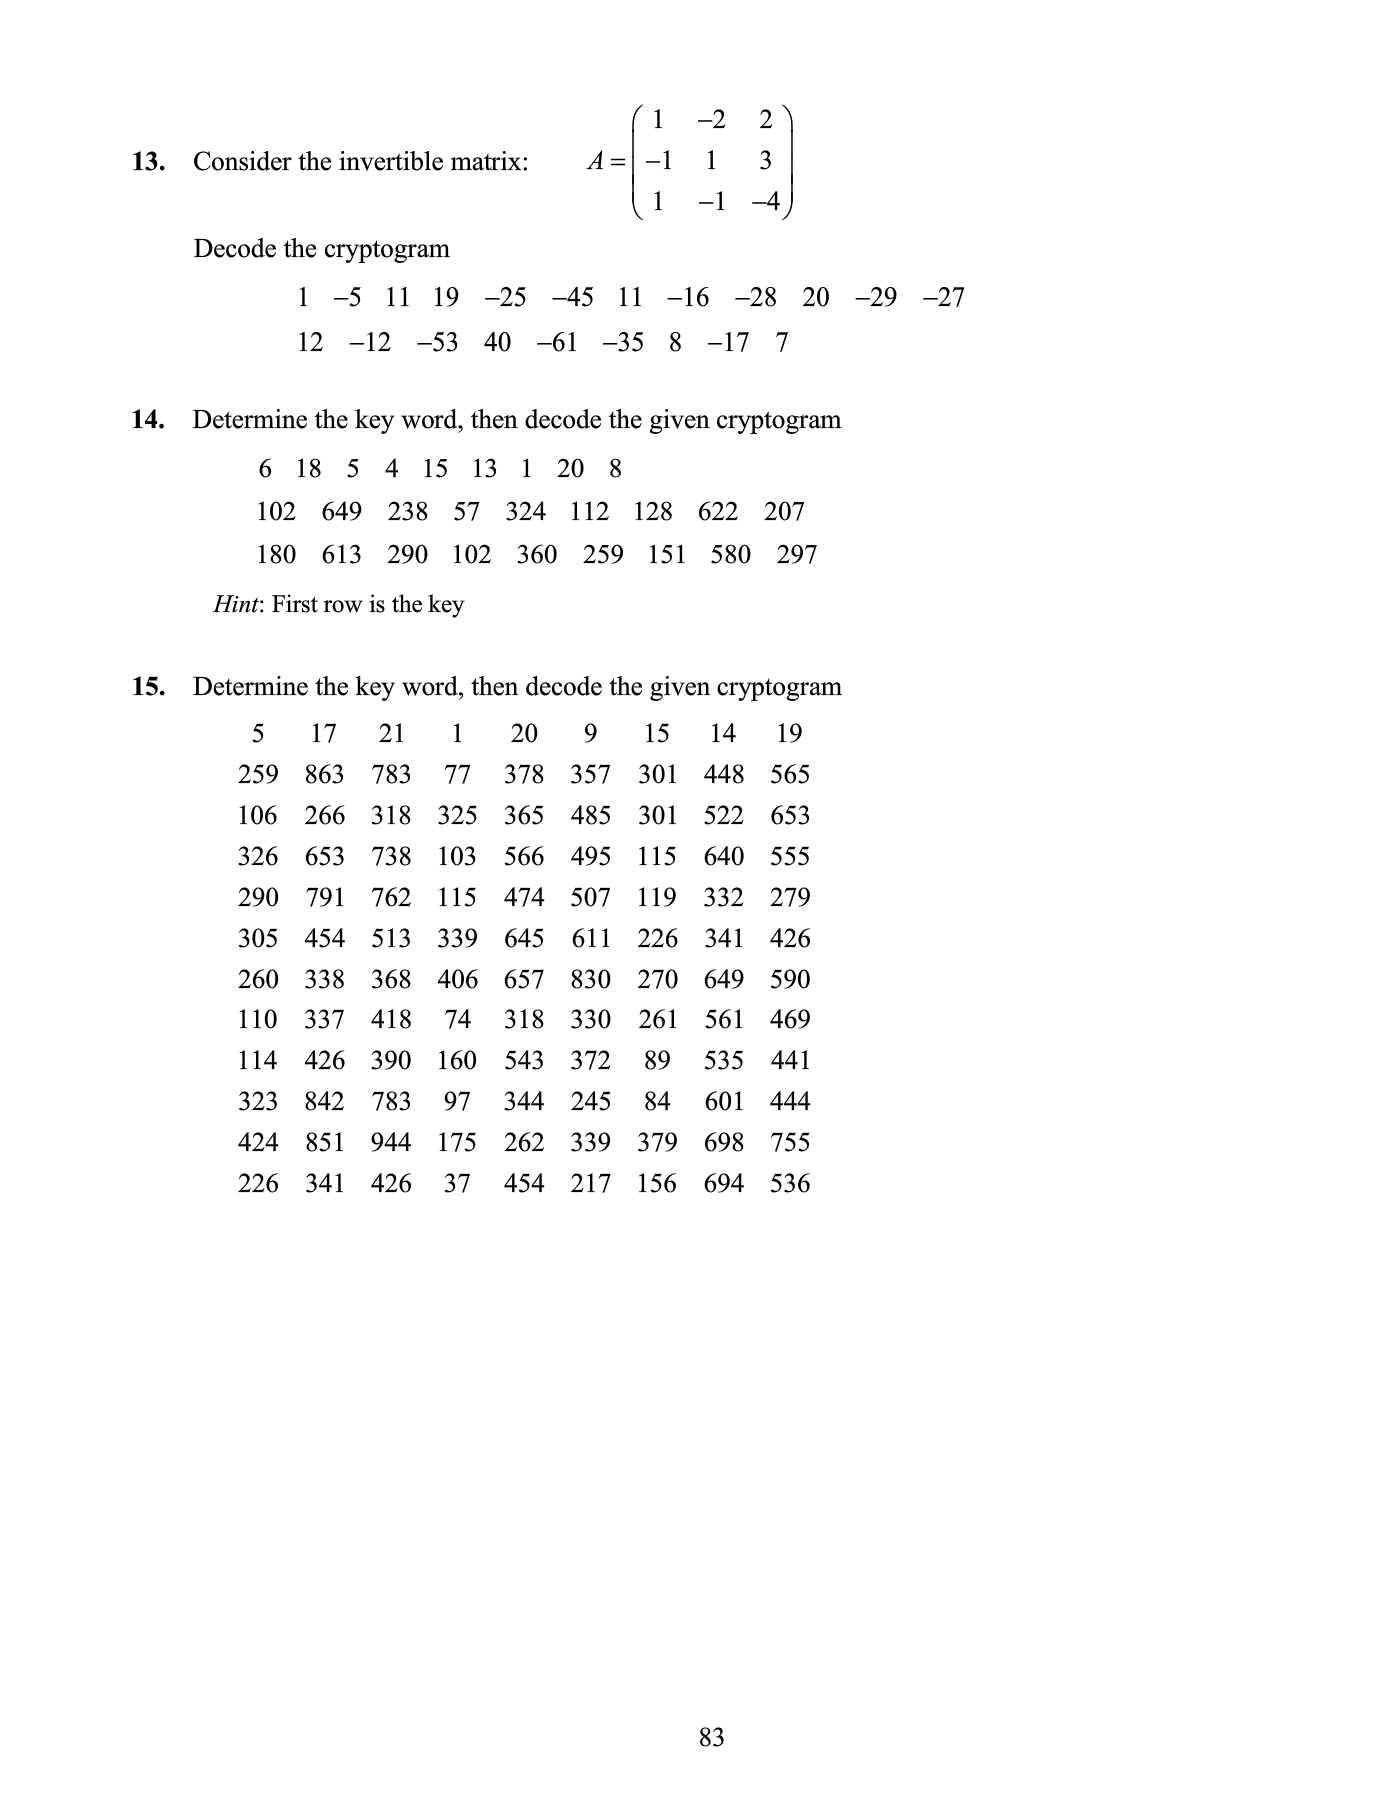 13. Consider the invertible matrix: A = ( 1 –2 2
–1 1 3
1 –1 –4 )
Decode the cryptogram
1 –5 11 19 –25 –45 11 –16 –28 20 –29 –27
12 –12 –53 40 –61 –35 8 –17 7
14. Determine the key word, then decode the given cryptogram
6 18 5 4 15 13 1 20 8
102 649 238 57 324 112 128 622 207
180 613 290 102 360 259 151 580 297
Hint: First row is the key
15. Determine the key word, then decode the given cryptogram
5 17 21 1 20 9 15 14 19
259 863 783 77 378 357 301 448 565
106 266 318 325 365 485 301 522 653
326 653 738 103 566 495 115 640 555
290 791 762 115 474 507 119 332 279
305 454 513 339 645 611 226 341 426
260 338 368 406 657 830 270 649 590
110 337 418 74 318 330 261 561 469
114 426 390 160 543 372 89 535 441
323 842 783 97 344 245 84 601 444
424 851 944 175 262 339 379 698 755
226 341 426 37 454 217 156 694 536
83